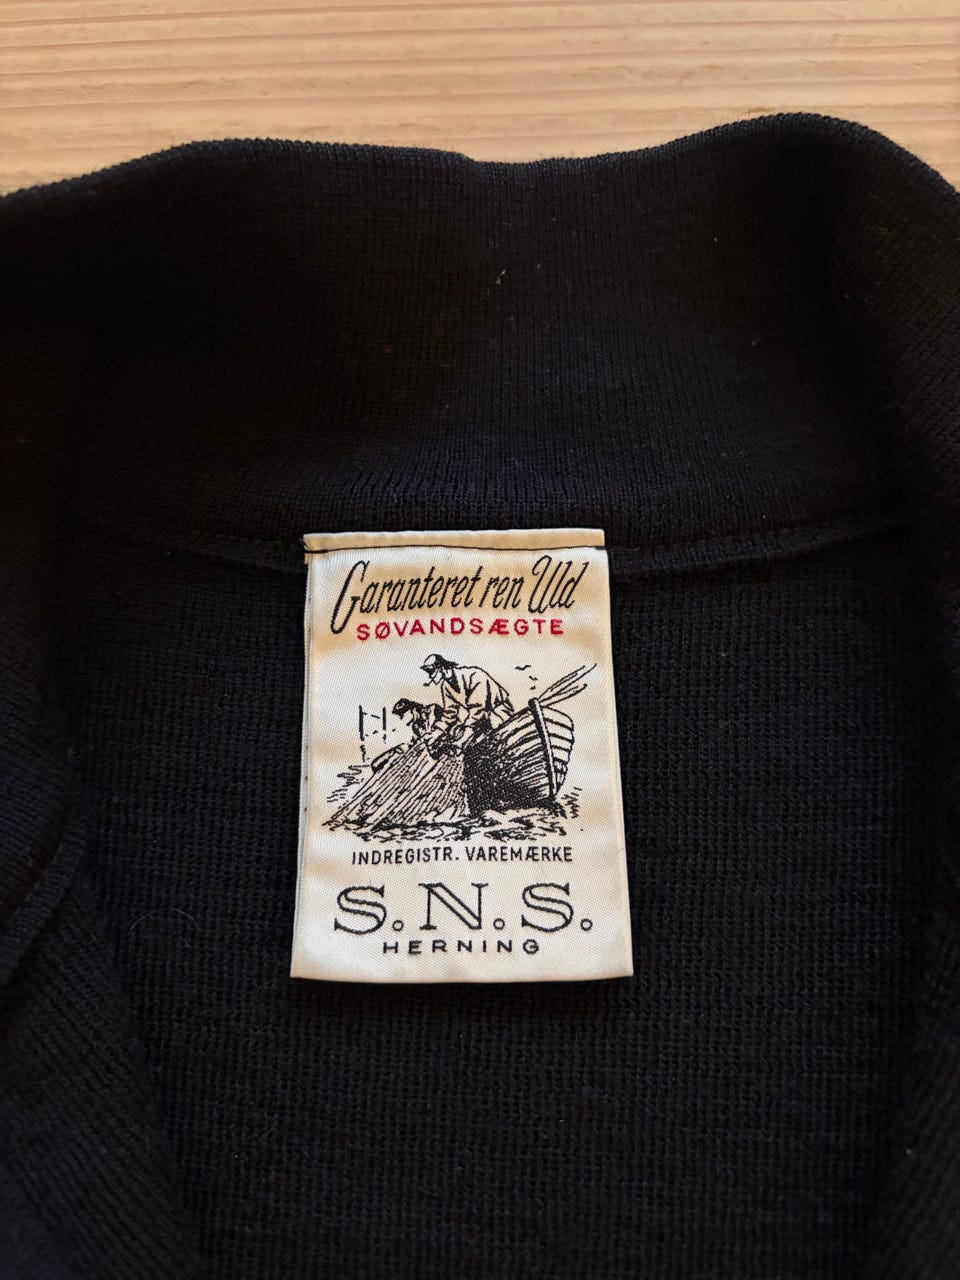 Garanteret ren Uld
SØVANDSÆGTE
INDREGISTR. VAREMÆRKE
S.N.S.
HERNING